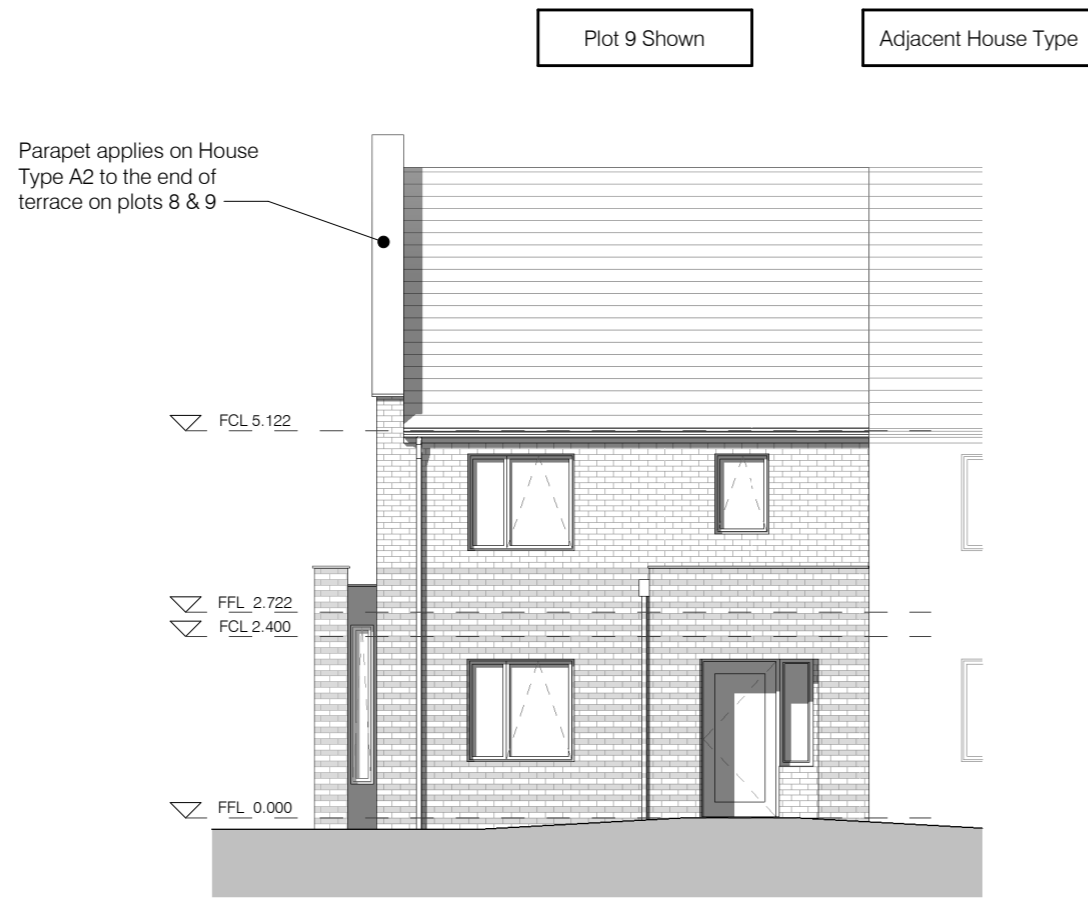 Plot 9 Shown
Adjacent House Type
Parapet applies on House
Type A2 to the end of
terrace on plots 8 & 9
FCL 5.122
FFL 2.722
FCL 2.400
FFL 0.000